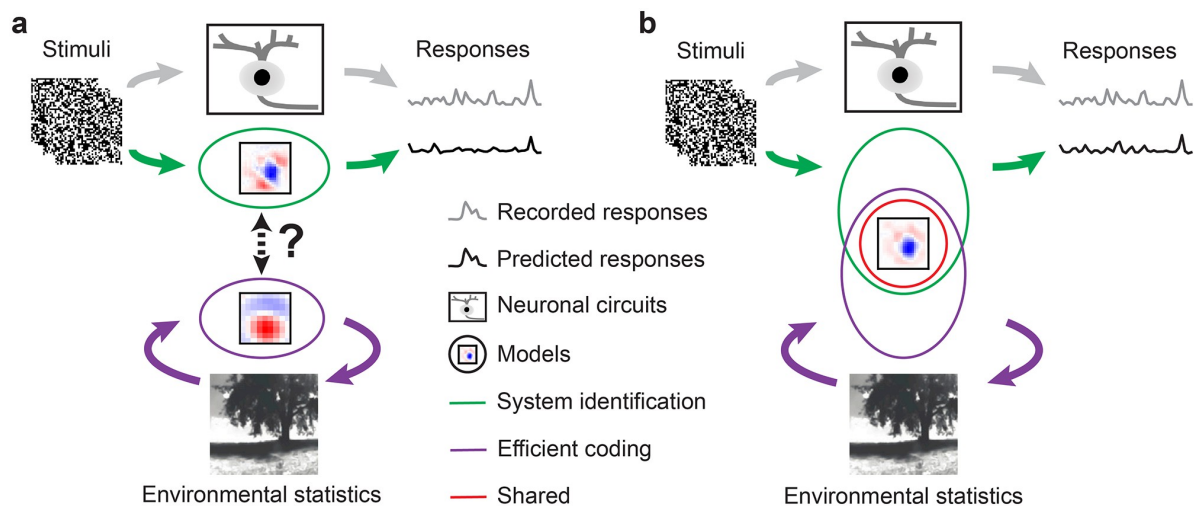 a
Stimuli
Responses
?
Environmental statistics
Recorded responses
Predicted responses
Neuronal circuits
Models
System identification
Efficient coding
Shared
b
Stimuli
Responses
Environmental statistics